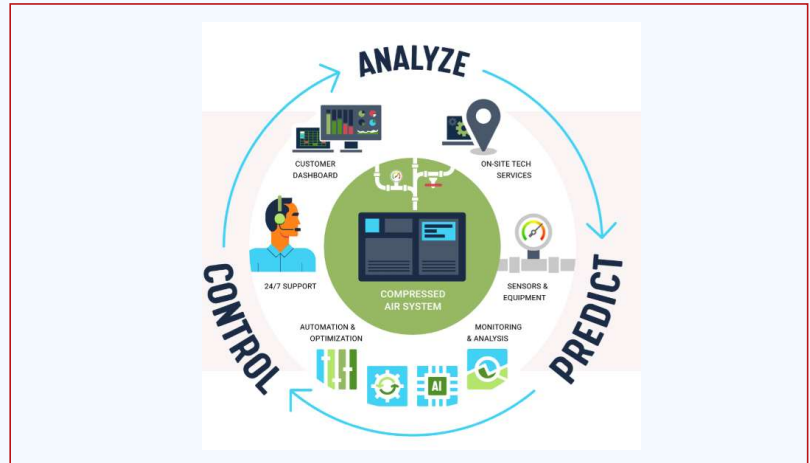 ANALYZE
CUSTOMER
DASHBOARD
ON-SITE TECH
SERVICES
24/7 SUPPORT
COMPRESSED
AIR SYSTEM
SENSORS &
EQUIPMENT
AUTOMATION &
OPTIMIZATION
MONITORING
& ANALYSIS
AI
CONTROL
PREDICT